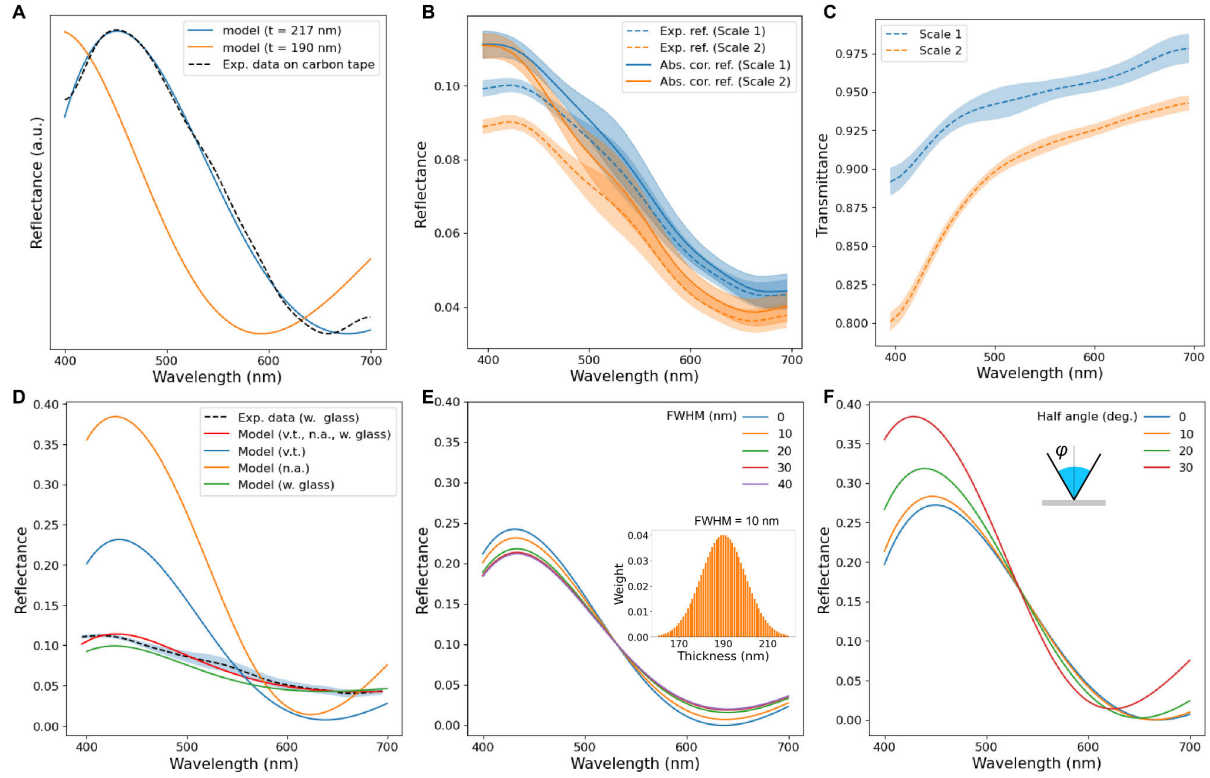 A
model (t = 217 nm)
model (t = 190 nm)
Exp. data on carbon tape
Reflectance (a.u.)
400
500
600
700
Wavelength (nm)
B
Exp. ref. (Scale 1)
Exp. ref. (Scale 2)
Abs. cor. ref. (Scale 1)
Abs. cor. ref. (Scale 2)
Reflectance
0.10
0.08
0.06
0.04
400
500
600
700
Wavelength (nm)
C
Scale 1
Scale 2
Transmittance
0.975
0.950
0.925
0.900
0.875
0.850
0.825
0.800
400
500
600
700
Wavelength (nm)
D
Exp. data (w. glass)
Model (v.t., n.a., w. glass)
Model (v.t.)
Model (n.a.)
Model (w. glass)
Reflectance
0.40
0.35
0.30
0.25
0.20
0.15
0.10
0.05
0.00
400
500
600
700
Wavelength (nm)
E
FWHM (nm)
0
10
20
30
40
Reflectance
0.40
0.35
0.30
0.25
0.20
0.15
0.10
0.05
0.00
400
500
600
700
Wavelength (nm)
FWHM = 10 nm
Weight
0.04
0.03
0.02
0.01
0.00
170
190
210
Thickness (nm)
F
Half angle (deg.)
0
10
20
30
φ
Reflectance
0.40
0.35
0.30
0.25
0.20
0.15
0.10
0.05
0.00
400
500
600
700
Wavelength (nm)